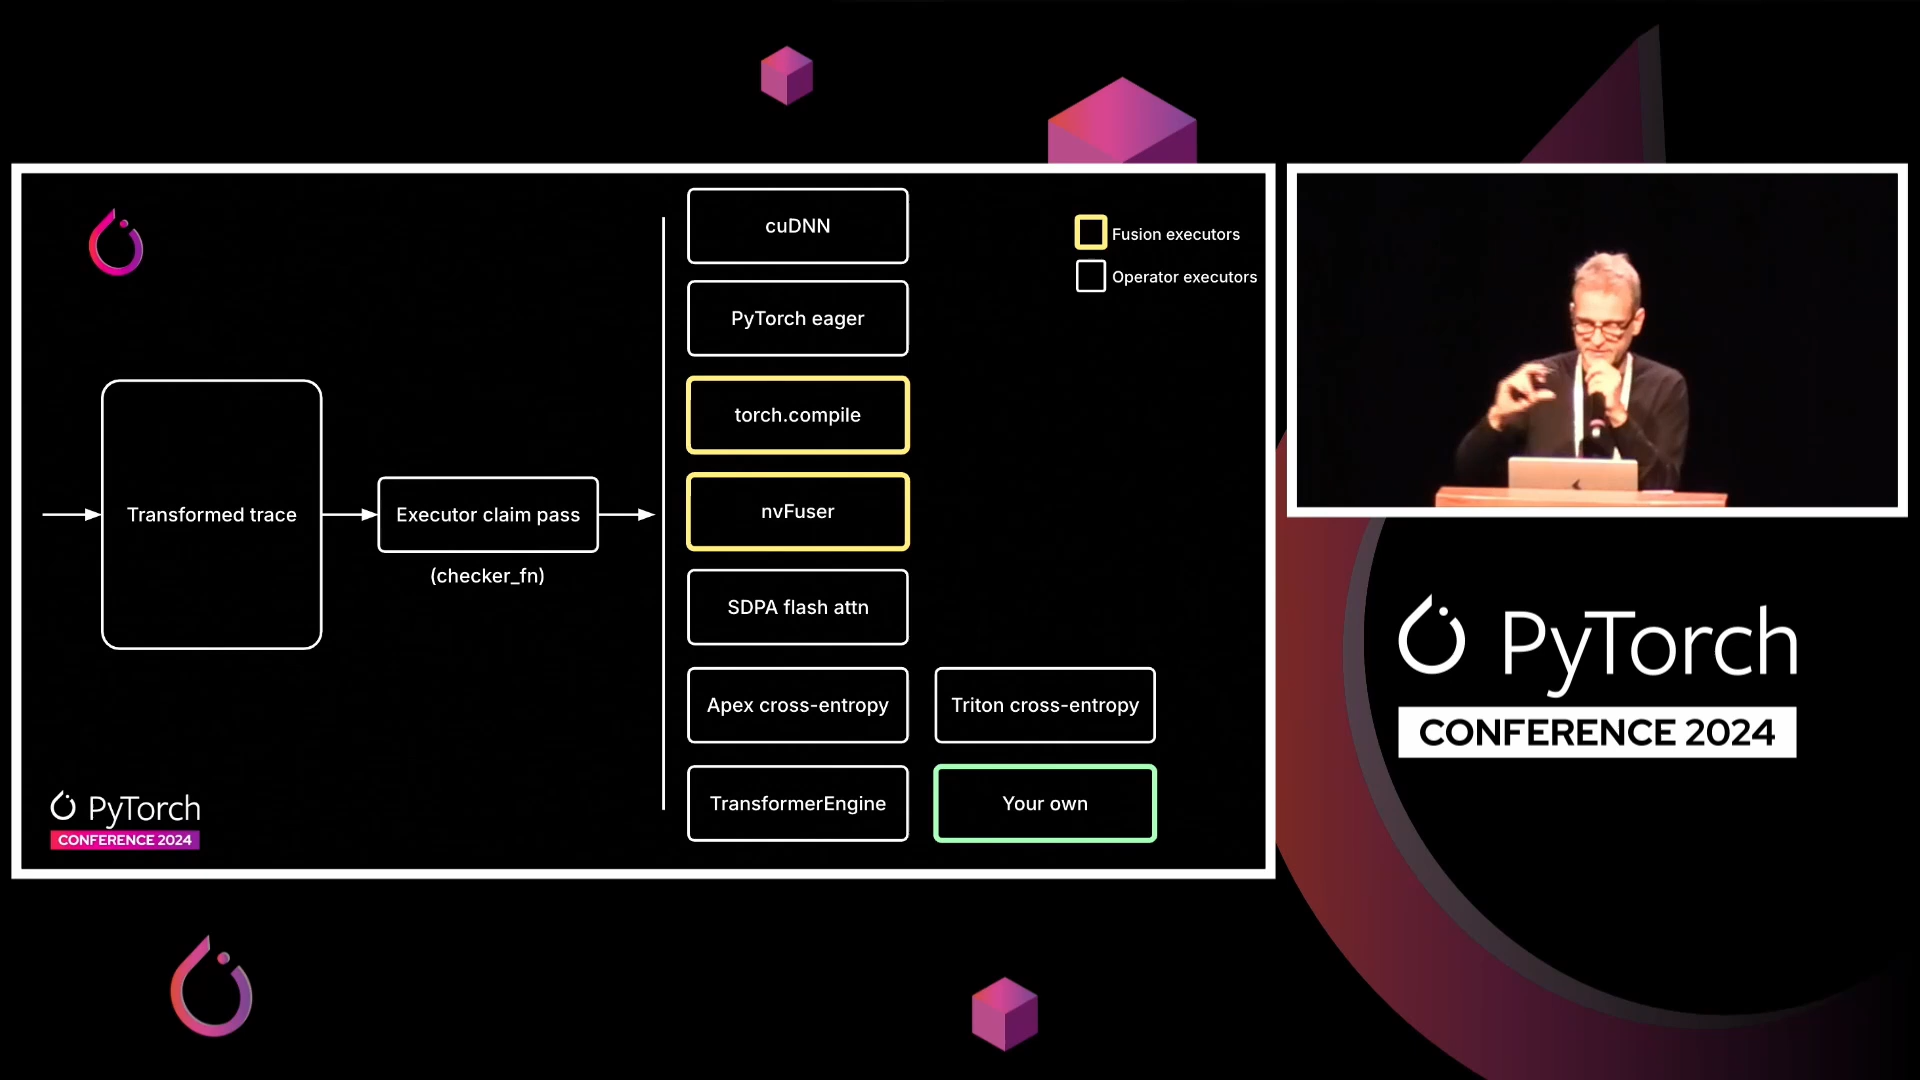 cuDNN
Fusion executors
Operator executors
PyTorch eager
torch.compile
Transformed trace
Executor claim pass
(checker_fn)
nvFuser
SDPA flash attn
Apex cross-entropy
Triton cross-entropy
TransformerEngine
Your own
PyTorch
CONFERENCE 2024
PyTorch
CONFERENCE 2024